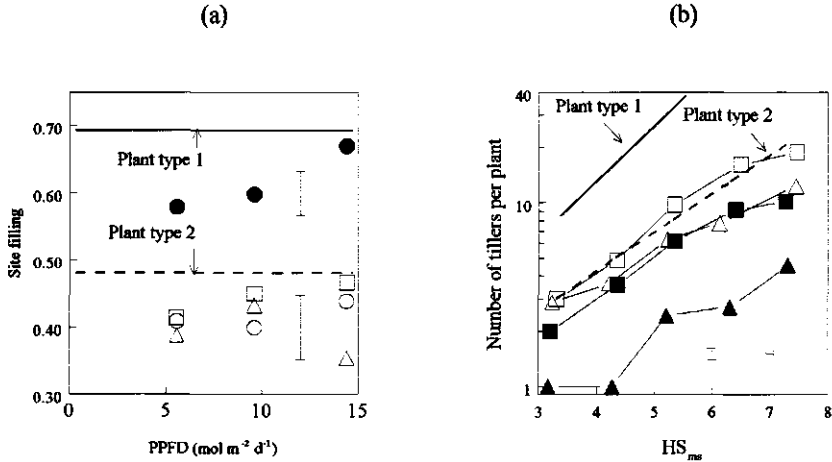 (a)
(b)
0.70
0.60
0.50
0.40
0.30
Site filling
Plant type 1
Plant type 2
0
5
10
15
PPFD (mol m⁻² d⁻¹)
40
10
1
Number of tillers per plant
Plant type 1
Plant type 2
3
4
5
6
7
8
HS_ms